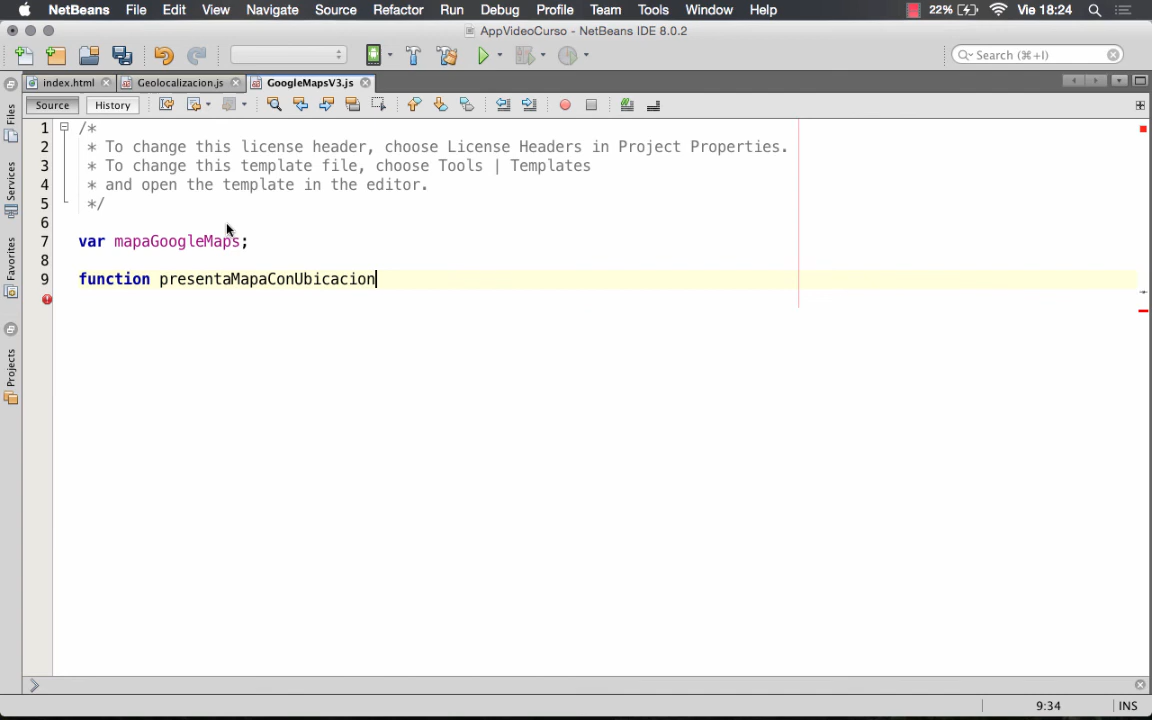 NetBeans File Edit View Navigate Source Refactor Run Debug Profile Team Tools Window Help 22% Vie 18:24
AppVideoCurso - NetBeans IDE 8.0.2
Search (⌘+I)
index.html Geolocalizacion.js GoogleMapsV3.js
Source History
Files
Services
Favorites
Projects
1 /*
2 * To change this license header, choose License Headers in Project Properties.
3 * To change this template file, choose Tools | Templates
4 * and open the template in the editor.
5 */
6
7 var mapaGoogleMaps;
8
9 function presentaMapaConUbicacion
9:34 INS